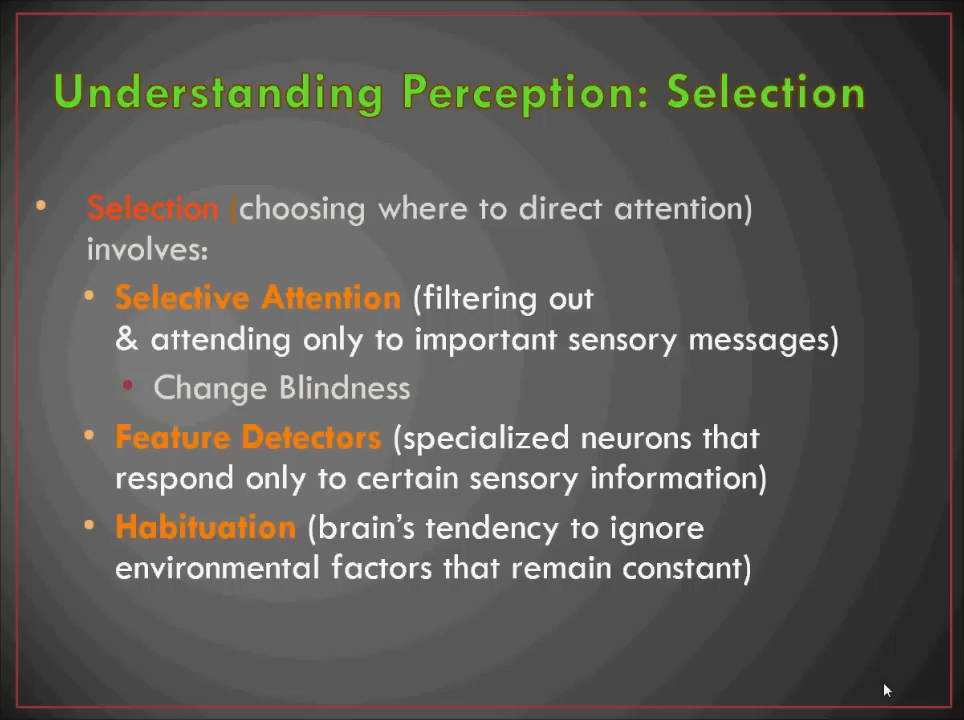 Understanding Perception: Selection
• Selection (choosing where to direct attention)
involves:
• Selective Attention (filtering out
& attending only to important sensory messages)
• Change Blindness
• Feature Detectors (specialized neurons that
respond only to certain sensory information)
• Habituation (brain’s tendency to ignore
environmental factors that remain constant)